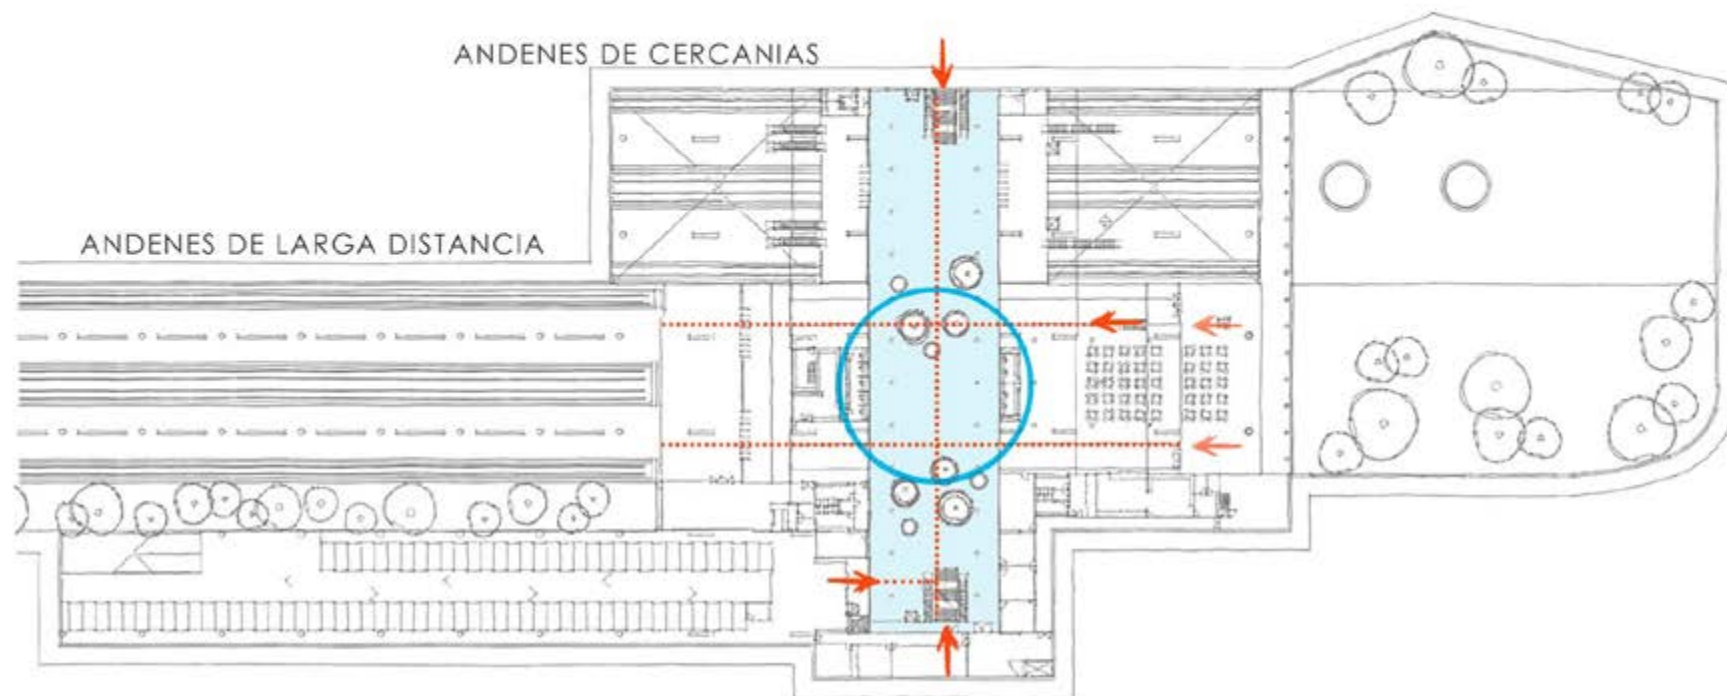 ANDENES DE CERCANIAS
ANDENES DE LARGA DISTANCIA